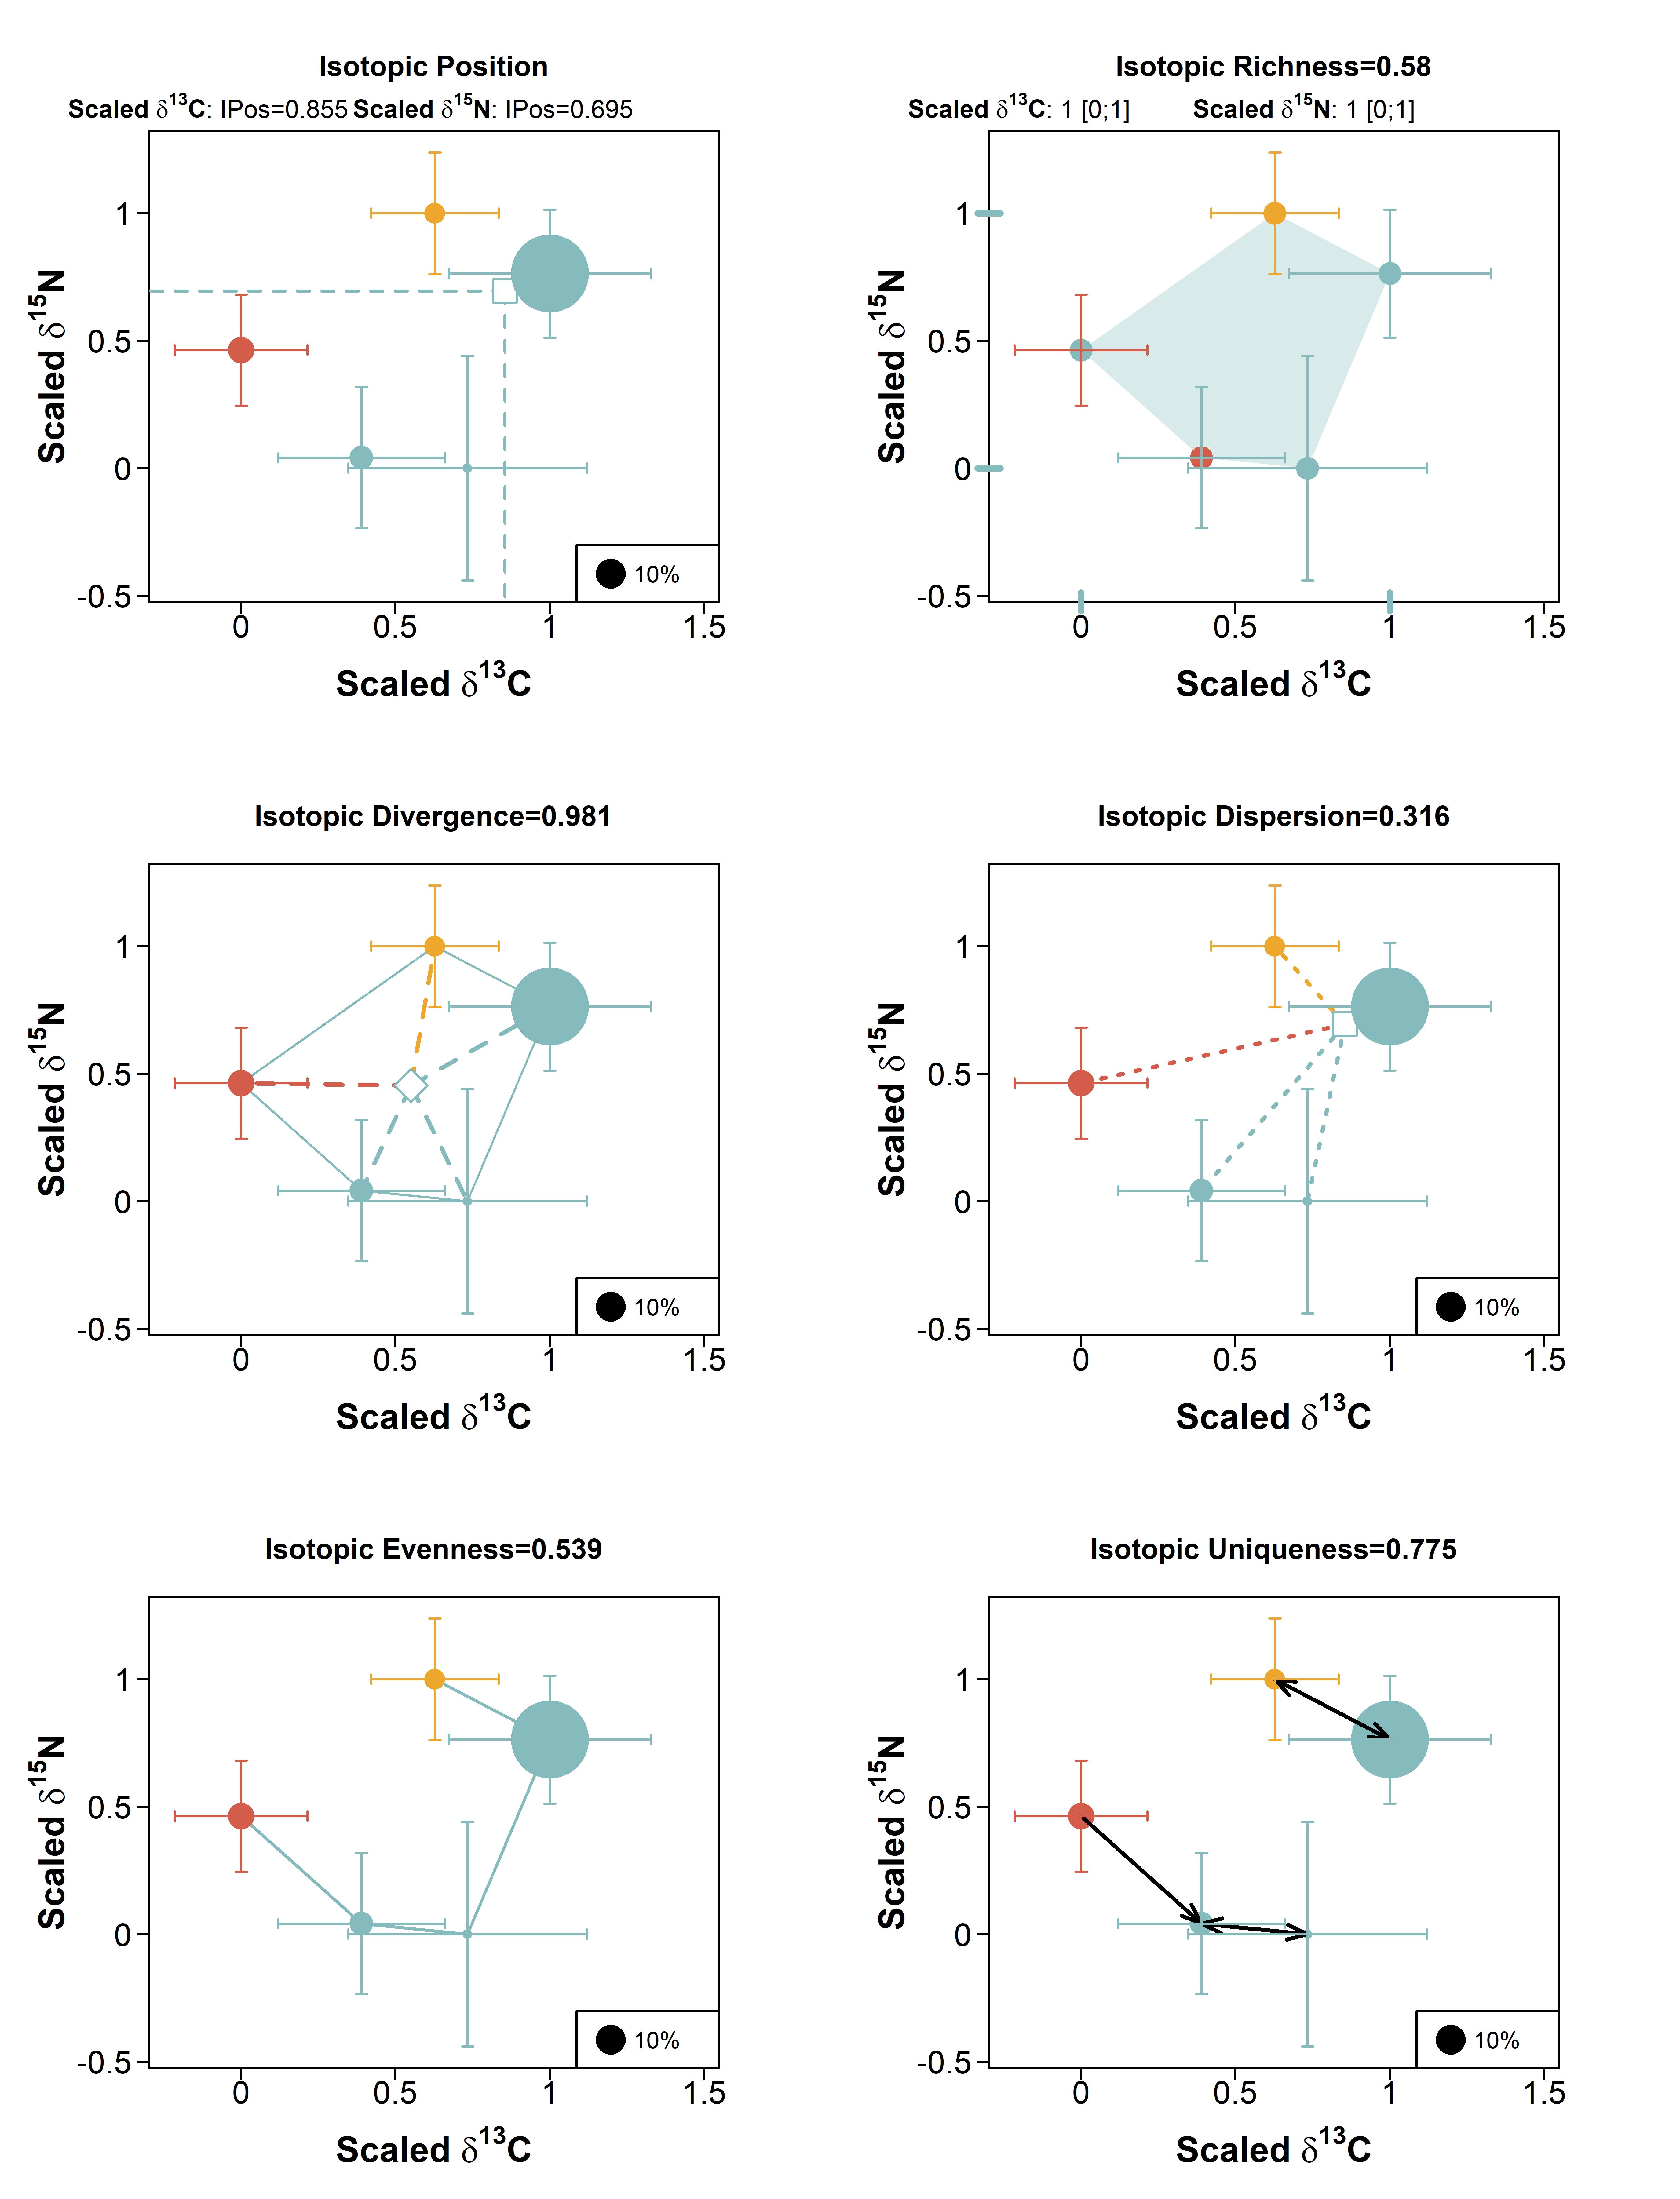 Isotopic Position
Scaled δ13C: IPos=0.855 Scaled δ15N: IPos=0.695
1
0.5
0
-0.5
Scaled δ15N
10%
0 0.5 1 1.5
Scaled δ13C
Isotopic Richness=0.58
Scaled δ13C: 1 [0;1] Scaled δ15N: 1 [0;1]
1
0.5
0
-0.5
Scaled δ15N
0 0.5 1 1.5
Scaled δ13C
Isotopic Divergence=0.981
1
0.5
0
-0.5
Scaled δ15N
10%
0 0.5 1 1.5
Scaled δ13C
Isotopic Dispersion=0.316
1
0.5
0
-0.5
Scaled δ15N
10%
0 0.5 1 1.5
Scaled δ13C
Isotopic Evenness=0.539
1
0.5
0
-0.5
Scaled δ15N
10%
0 0.5 1 1.5
Scaled δ13C
Isotopic Uniqueness=0.775
1
0.5
0
-0.5
Scaled δ15N
10%
0 0.5 1 1.5
Scaled δ13C